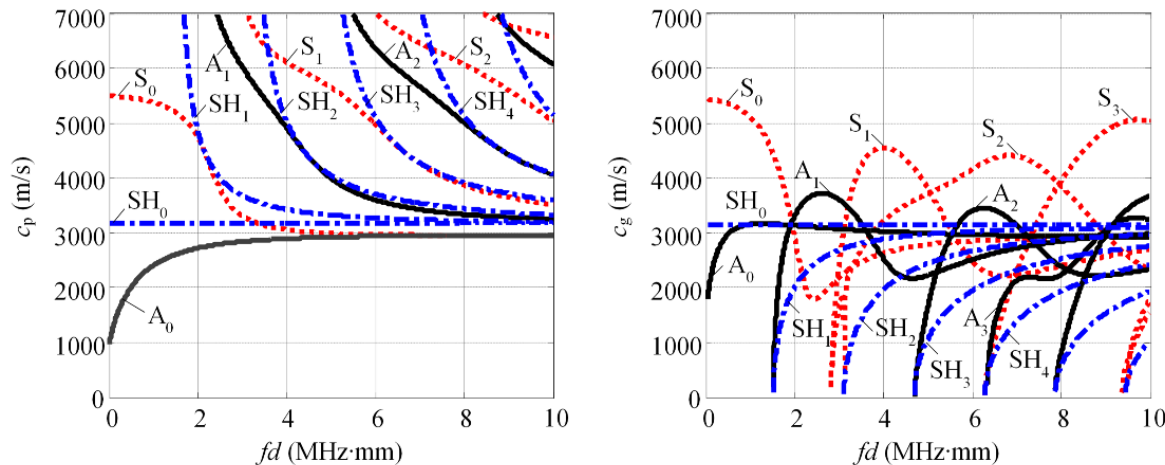 7000
6000
5000
4000
3000
2000
1000
0
c_p (m/s)
0 2 4 6 8 10
fd (MHz·mm)
S_0
A_1
S_1
A_2
S_2
SH_1
SH_2
SH_3
SH_4
SH_0
A_0
7000
6000
5000
4000
3000
2000
1000
0
c_g (m/s)
0 2 4 6 8 10
fd (MHz·mm)
S_0
S_1
S_2
S_3
A_1
A_2
SH_0
A_0
SH_1
SH_2
SH_3
A_3
SH_4